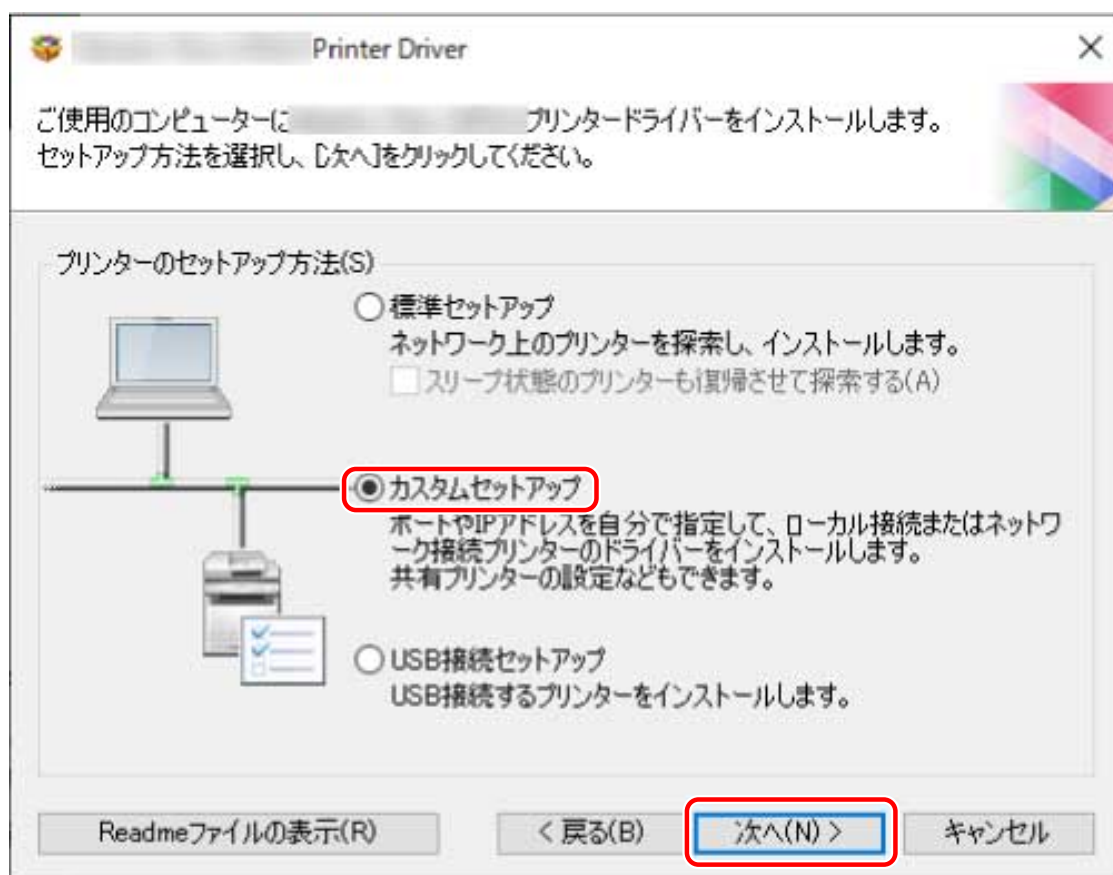 Printer Driver
ご使用のコンピューターに プリンタードライバーをインストールします。
セットアップ方法を選択し、[次へ]をクリックしてください。
プリンターのセットアップ方法(S)
標準セットアップ
ネットワーク上のプリンターを探索し、インストールします。
スリープ状態のプリンターも復帰させて探索する(A)
カスタムセットアップ
ポートやIPアドレスを自分で指定して、ローカル接続またはネットワ
ーク接続プリンターのドライバーをインストールします。
共有プリンターの設定などもできます。
USB接続セットアップ
USB接続するプリンターをインストールします。
Readmeファイルの表示(R)
< 戻る(B)
次へ(N) >
キャンセル